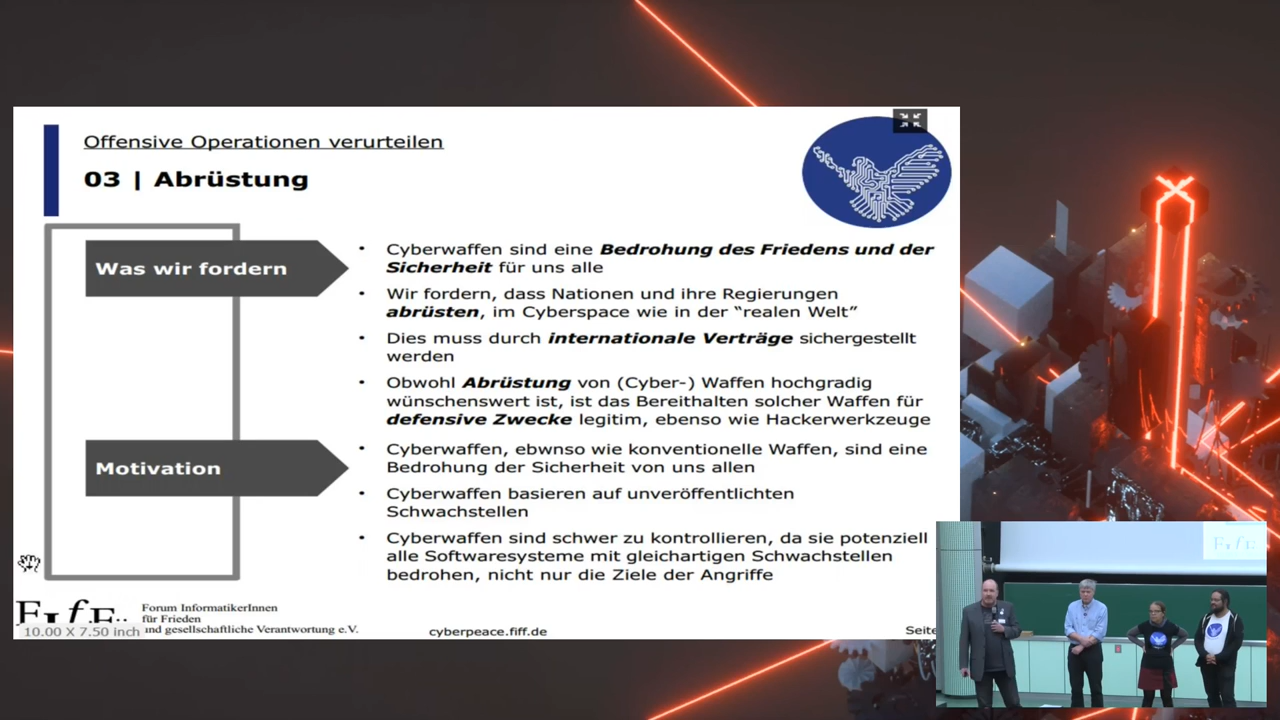 Offensive Operationen verurteilen
03 | Abrüstung
Was wir fordern
• Cyberwaffen sind eine Bedrohung des Friedens und der
Sicherheit für uns alle
• Wir fordern, dass Nationen und ihre Regierungen
abrüsten, im Cyberspace wie in der “realen Welt”
• Dies muss durch internationale Verträge sichergestellt
werden
• Obwohl Abrüstung von (Cyber-) Waffen hochgradig
wünschenswert ist, ist das Bereithalten solcher Waffen für
defensive Zwecke legitim, ebenso wie Hackerwerkzeuge
Motivation
• Cyberwaffen, ebwnso wie konventionelle Waffen, sind eine
Bedrohung der Sicherheit von uns allen
• Cyberwaffen basieren auf unveröffentlichten
Schwachstellen
• Cyberwaffen sind schwer zu kontrollieren, da sie potenziell
alle Softwaresysteme mit gleichartigen Schwachstellen
bedrohen, nicht nur die Ziele der Angriffe
FIfF..
Forum InformatikerInnen
für Frieden
und gesellschaftliche Verantwortung e.V.
10.00 X 7.50 inch
cyberpeace.fiff.de
Seite
FIfF